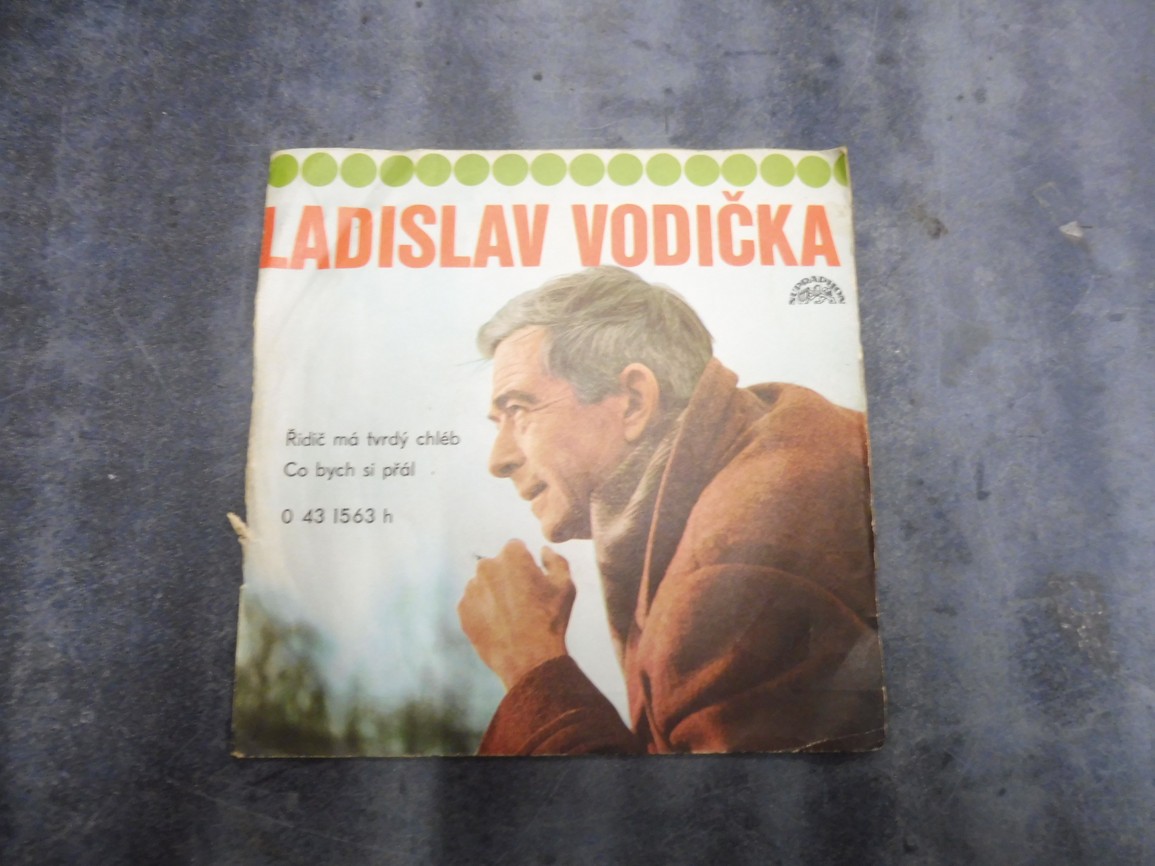 LADISLAV VODIČKA
SUPRAPHON
Řidič má tvrdý chléb
Co bych si přál
0 43 1563 h